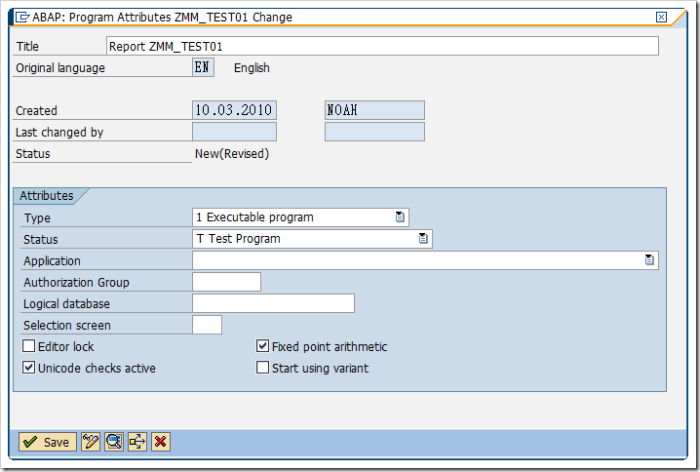 ABAP: Program Attributes ZMM_TEST01 Change
Title Report ZMM_TEST01
Original language EN English
Created 10.03.2010 NOAH
Last changed by
Status New(Revised)
Attributes
Type 1 Executable program
Status T Test Program
Application
Authorization Group
Logical database
Selection screen
Editor lock Fixed point arithmetic
Unicode checks active Start using variant
Save